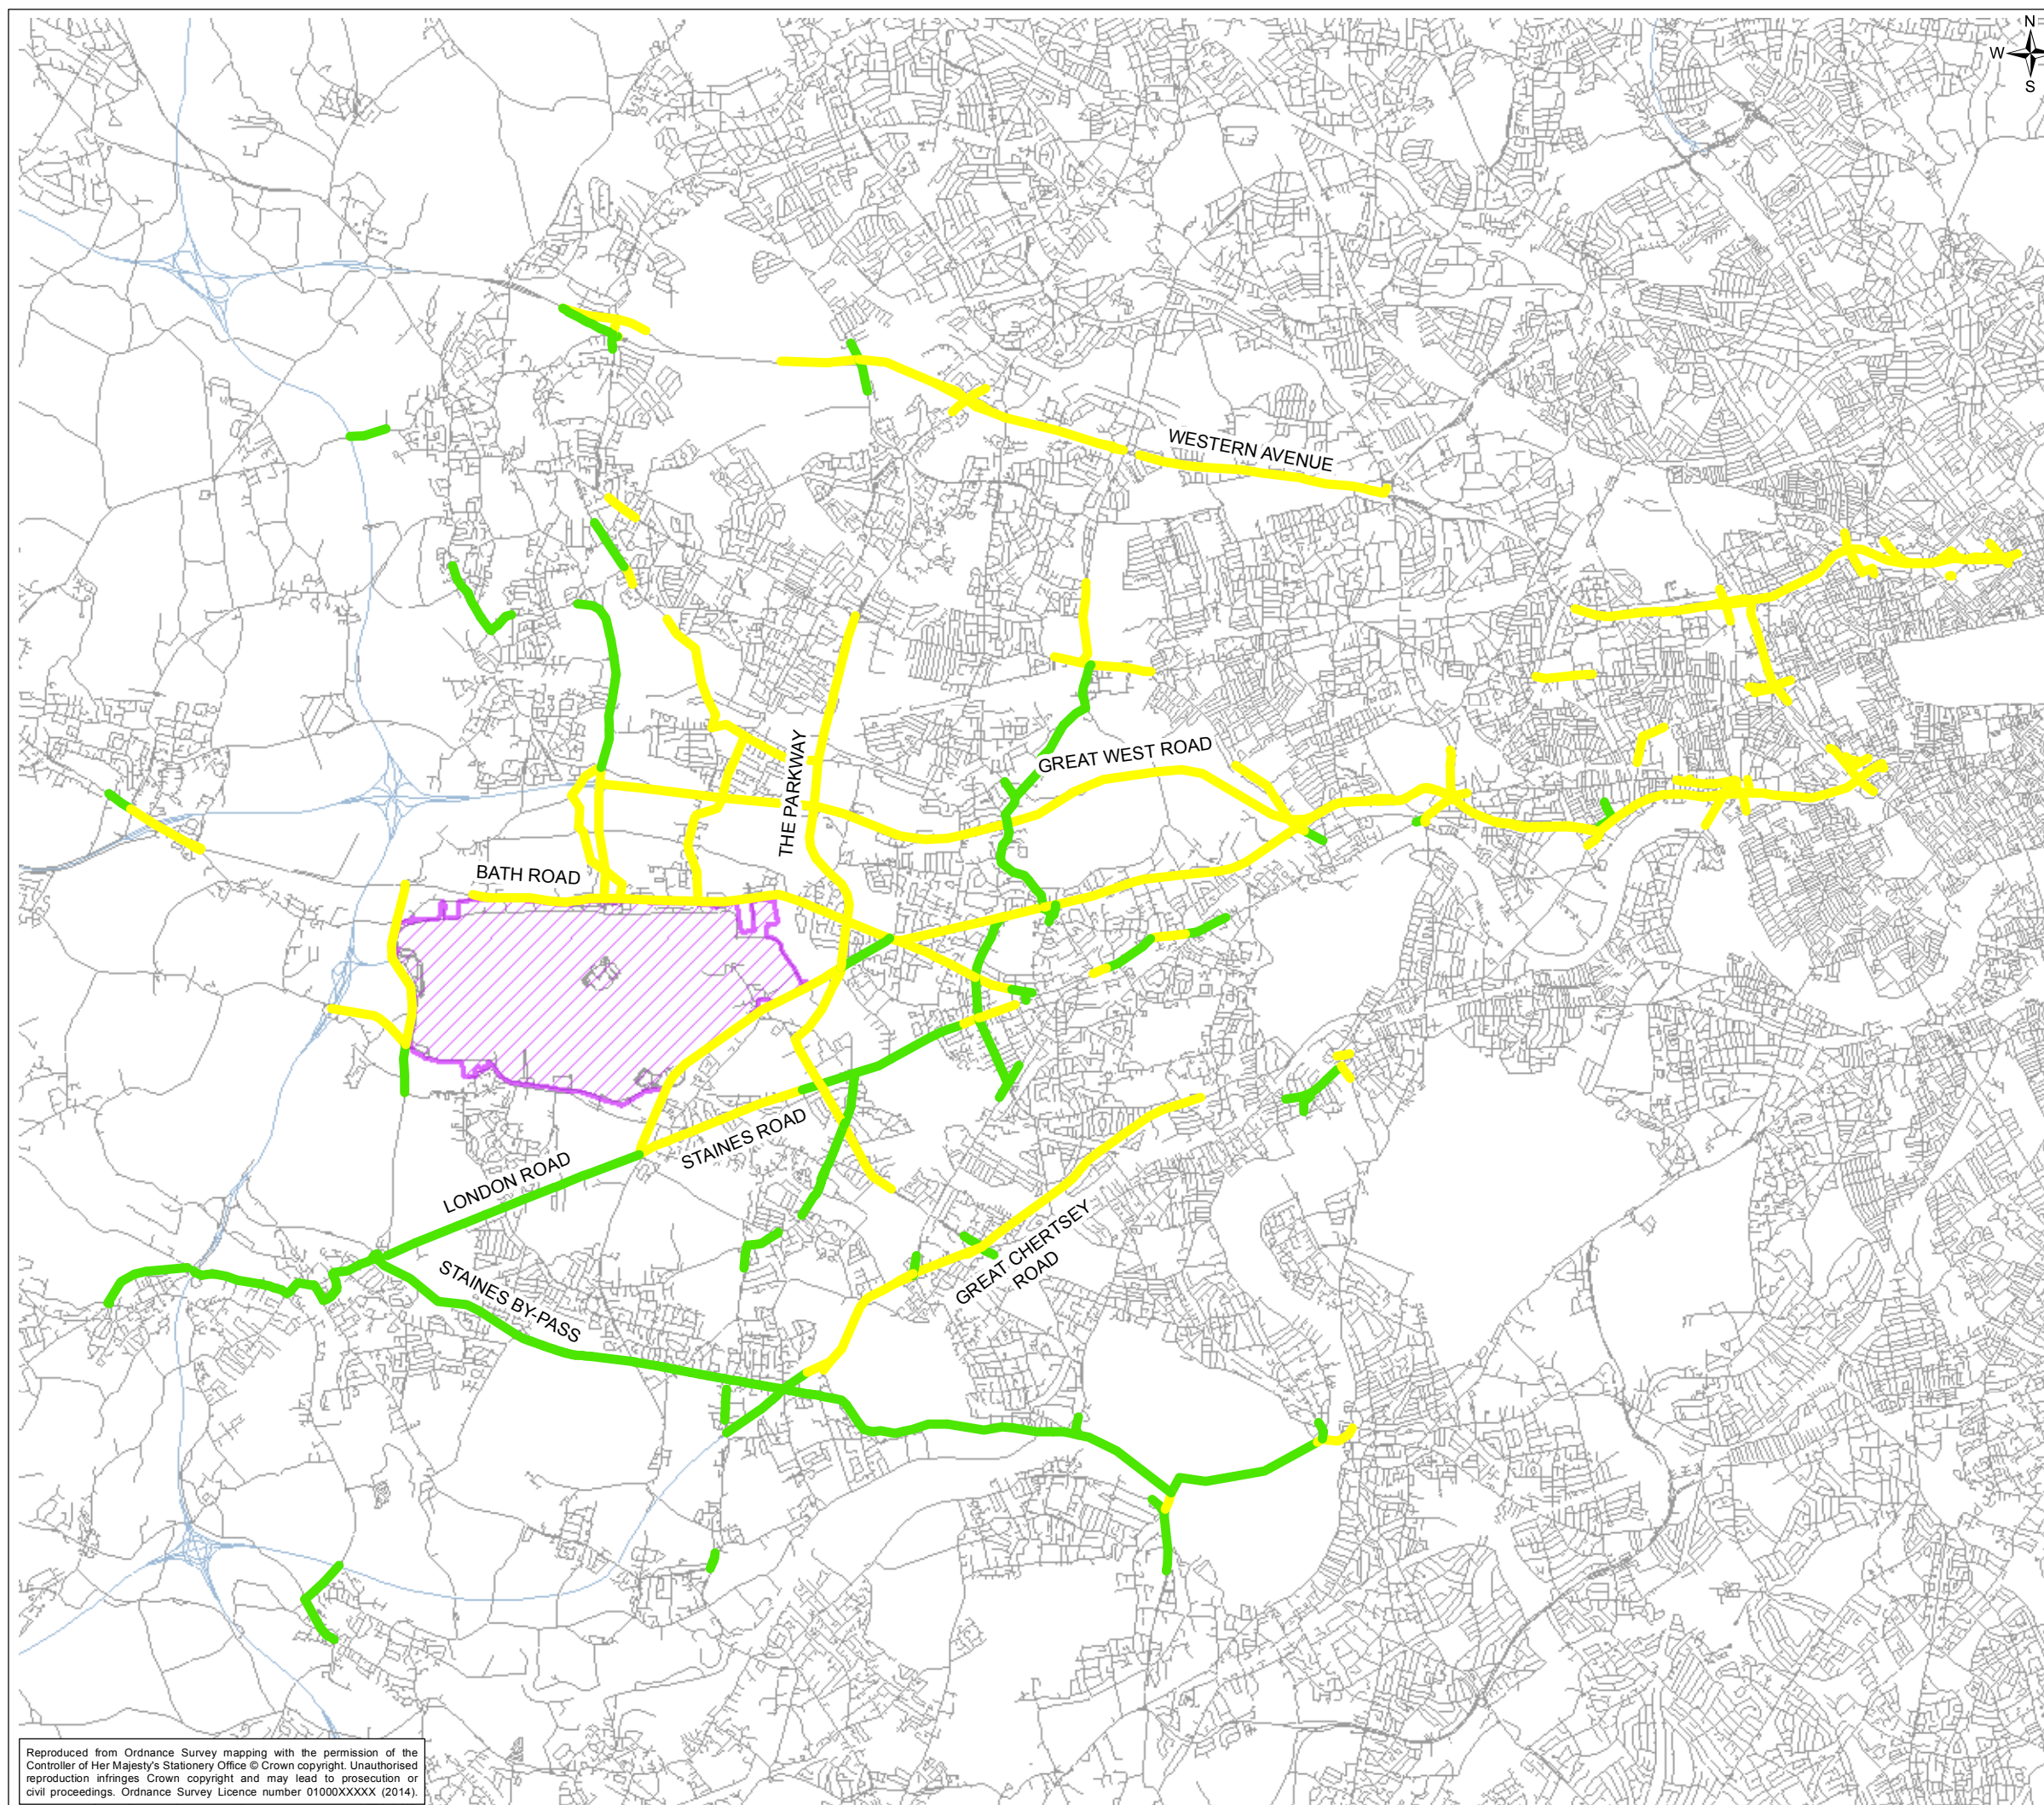 N
W
S
WESTERN AVENUE
THE PARKWAY
GREAT WEST ROAD
BATH ROAD
STAINES ROAD
LONDON ROAD
GREAT CHERTSEY
ROAD
STAINES BY-PASS
Reproduced from Ordnance Survey mapping with the permission of the
Controller of Her Majesty's Stationery Office © Crown copyright. Unauthorised
reproduction infringes Crown copyright and may lead to prosecution or
civil proceedings. Ordnance Survey Licence number 01000XXXXX (2014).